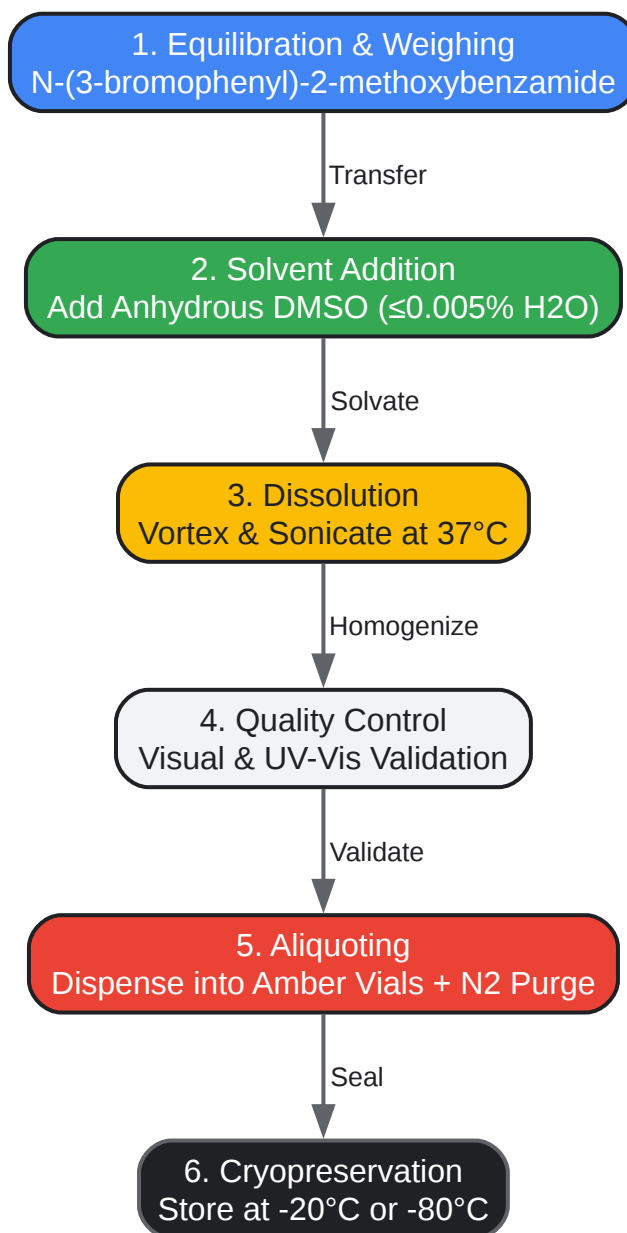 1. Equilibration & Weighing
N-(3-bromophenyl)-2-methoxybenzamide
Transfer
2. Solvent Addition
Add Anhydrous DMSO (≤0.005% H2O)
Solvate
3. Dissolution
Vortex & Sonicate at 37°C
Homogenize
4. Quality Control
Visual & UV-Vis Validation
Validate
5. Aliquoting
Dispense into Amber Vials + N2 Purge
Seal
6. Cryopreservation
Store at -20°C or -80°C